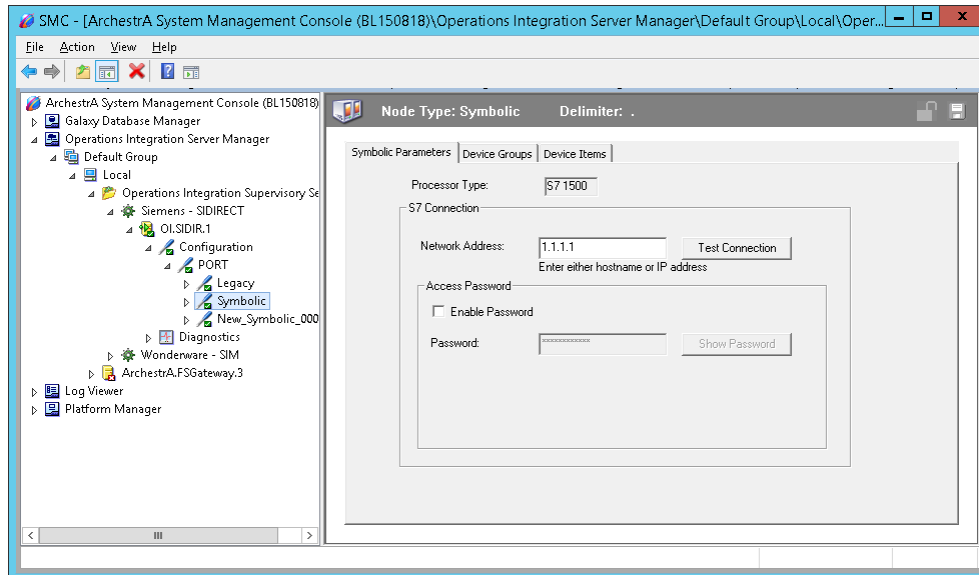 SMC - [ArchestrA System Management Console (BL150818)\Operations Integration Server Manager\Default Group\Local\Oper...
File Action View Help
ArchestrA System Management Console (BL150818)
Galaxy Database Manager
Operations Integration Server Manager
Default Group
Local
Operations Integration Supervisory Se
Siemens - SIDIRECT
OI.SIDIR.1
Configuration
PORT
Legacy
Symbolic
New_Symbolic_000
Diagnostics
Wonderware - SIM
ArchestrA.FSGateway.3
Log Viewer
Platform Manager
Node Type: Symbolic Delimiter: .
Symbolic Parameters Device Groups Device Items
Processor Type: S7 1500
S7 Connection
Network Address: 1.1.1.1 Test Connection
Enter either hostname or IP address
Access Password
Enable Password
Password: *********** Show Password